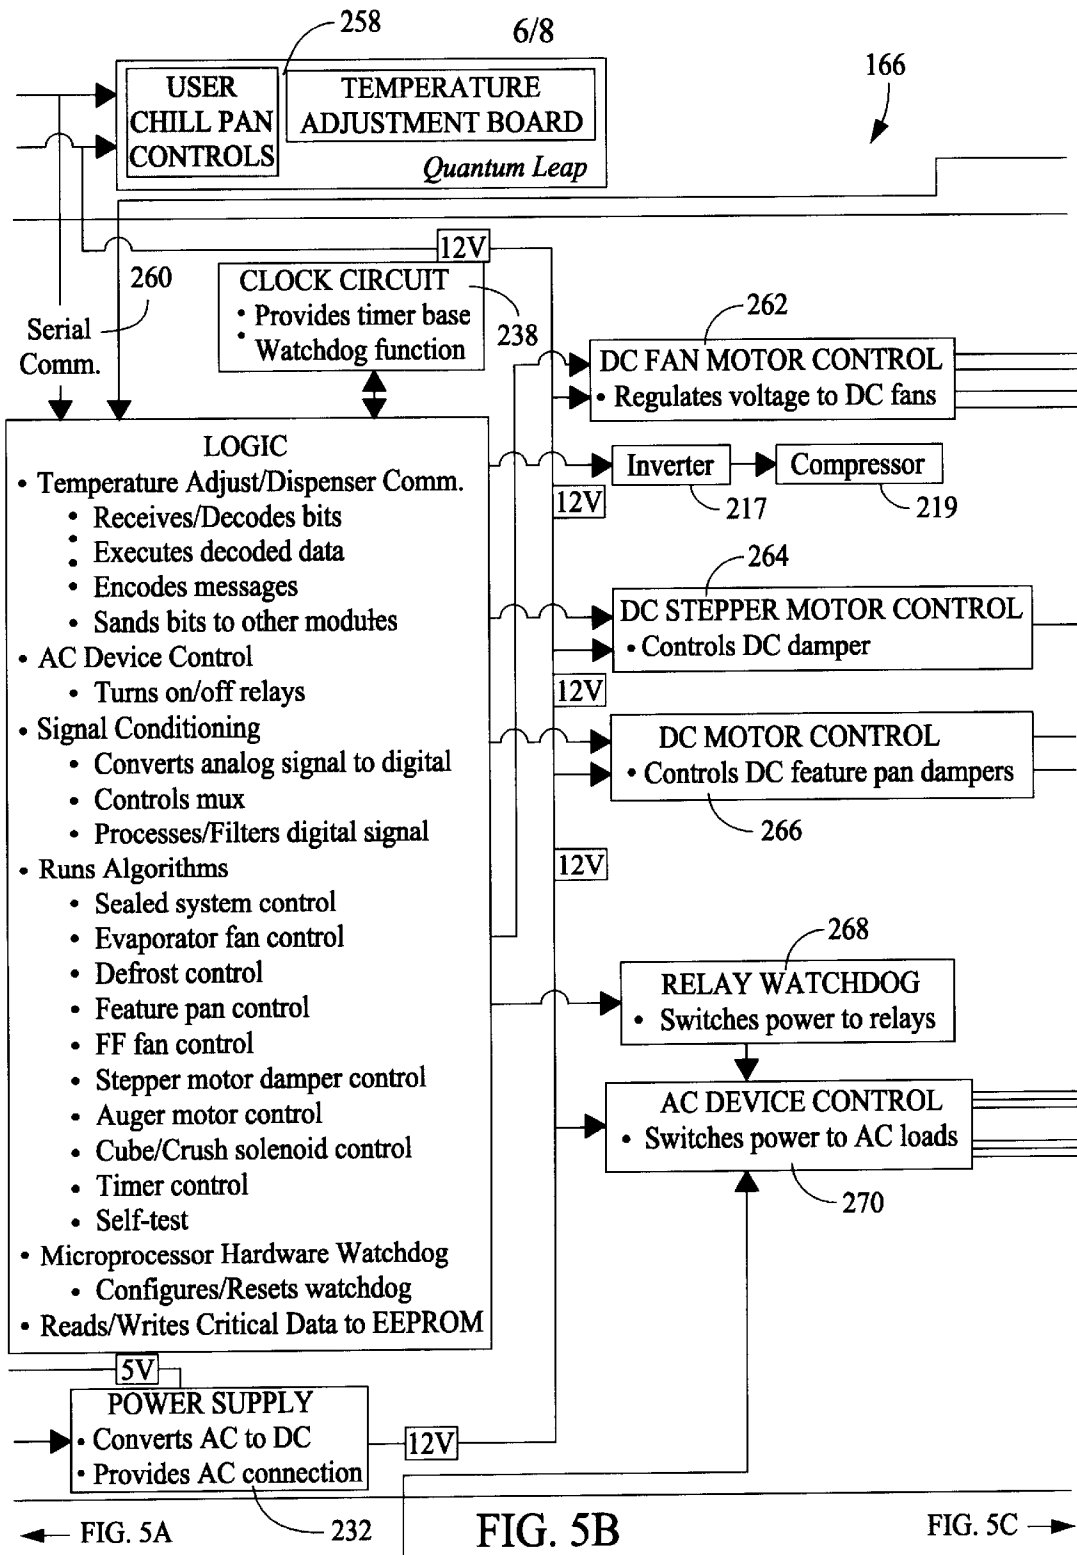 258
6/8
166
USER
CHILL PAN
CONTROLS
TEMPERATURE
ADJUSTMENT BOARD
Quantum Leap
12V
260
CLOCK CIRCUIT
• Provides timer base
• Watchdog function
238
Serial
Comm.
262
DC FAN MOTOR CONTROL
• Regulates voltage to DC fans
LOGIC
• Temperature Adjust/Dispenser Comm.
• Receives/Decodes bits
• Executes decoded data
• Encodes messages
• Sands bits to other modules
• AC Device Control
• Turns on/off relays
• Signal Conditioning
• Converts analog signal to digital
• Controls mux
• Processes/Filters digital signal
• Runs Algorithms
• Sealed system control
• Evaporator fan control
• Defrost control
• Feature pan control
• FF fan control
• Stepper motor damper control
• Auger motor control
• Cube/Crush solenoid control
• Timer control
• Self-test
• Microprocessor Hardware Watchdog
• Configures/Resets watchdog
• Reads/Writes Critical Data to EEPROM
Inverter
Compressor
12V
217
219
264
DC STEPPER MOTOR CONTROL
• Controls DC damper
12V
DC MOTOR CONTROL
• Controls DC feature pan dampers
266
12V
268
RELAY WATCHDOG
• Switches power to relays
AC DEVICE CONTROL
• Switches power to AC loads
270
5V
POWER SUPPLY
• Converts AC to DC
• Provides AC connection
12V
232
FIG. 5A
FIG. 5B
FIG. 5C